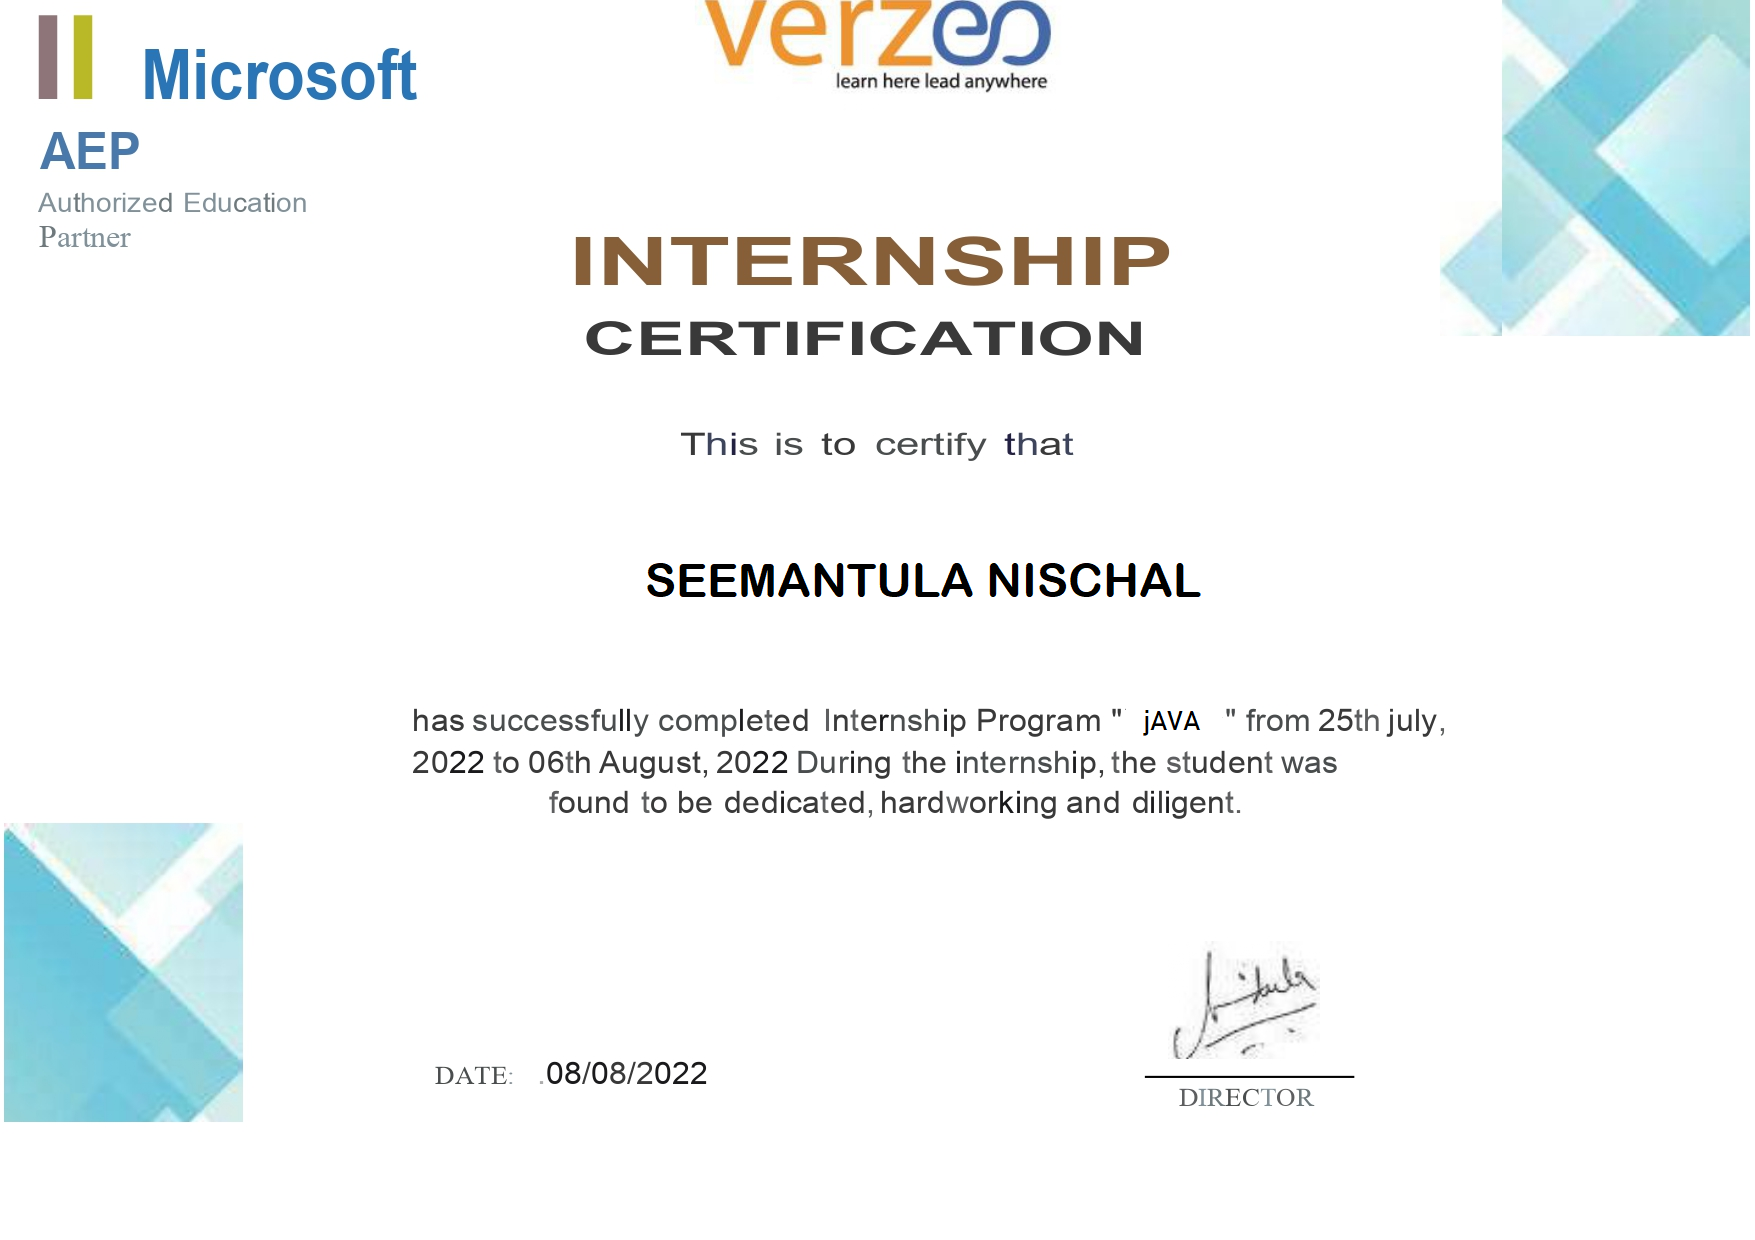 Microsoft
AEP
Authorized Education
Partner
verzeo
learn here lead anywhere
INTERNSHIP
CERTIFICATION
This is to certify that
SEEMANTULA NISCHAL
has successfully completed Internship Program " jAVA " from 25th july,
2022 to 06th August, 2022 During the internship, the student was
found to be dedicated, hardworking and diligent.
DATE: .08/08/2022
DIRECTOR